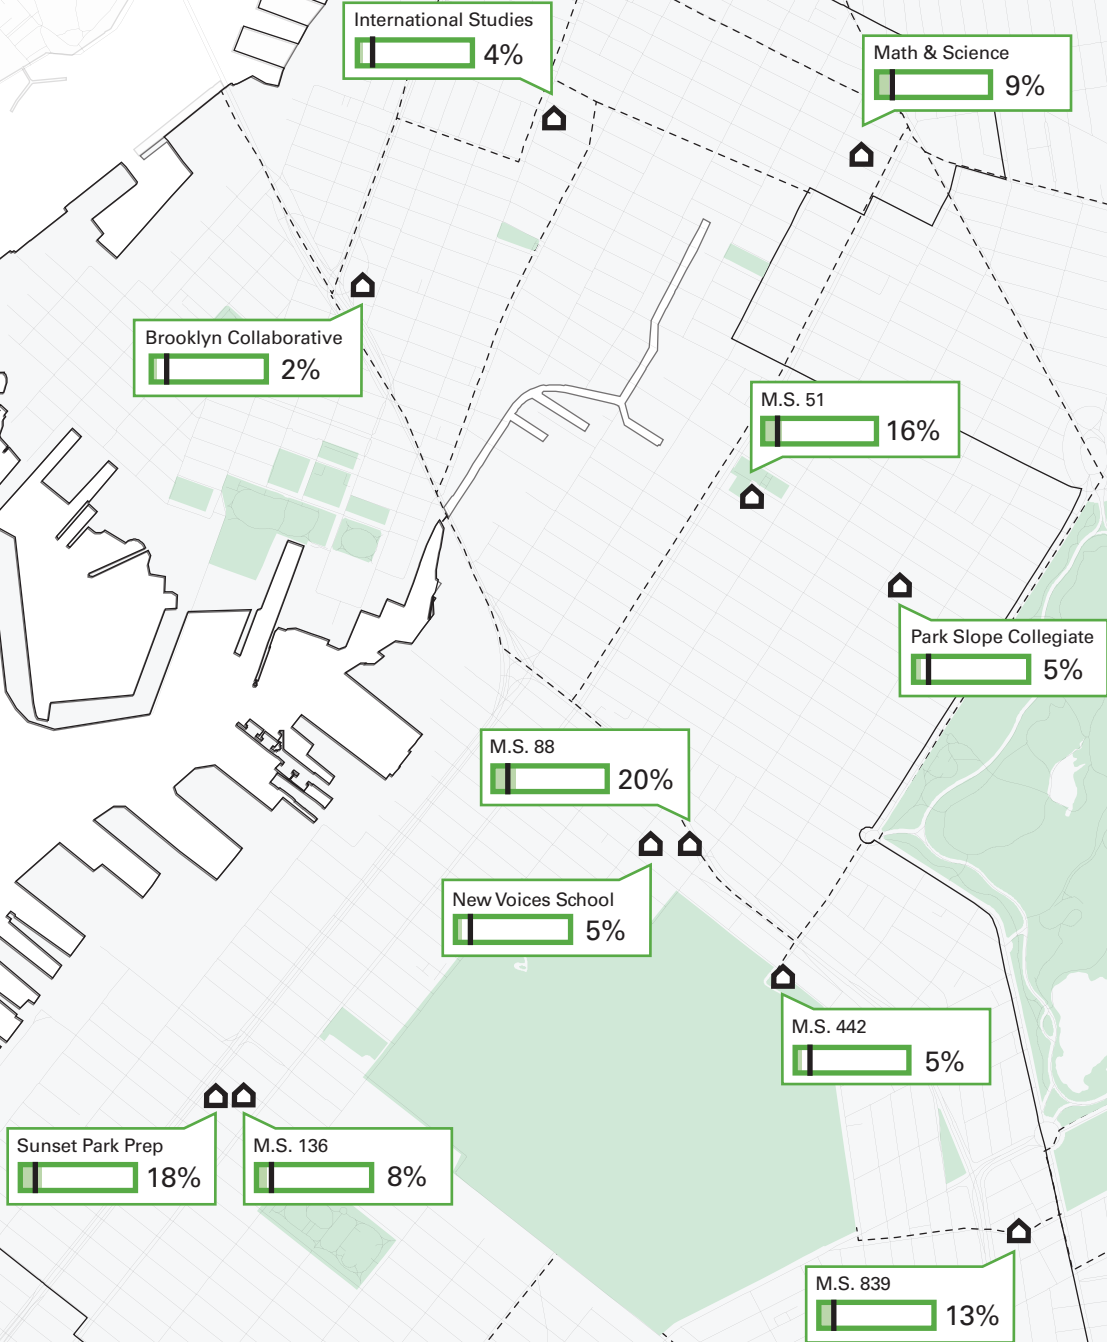 International Studies
4%
Math & Science
9%
Brooklyn Collaborative
2%
M.S. 51
16%
Park Slope Collegiate
5%
M.S. 88
20%
New Voices School
5%
M.S. 442
5%
Sunset Park Prep
18%
M.S. 136
8%
M.S. 839
13%